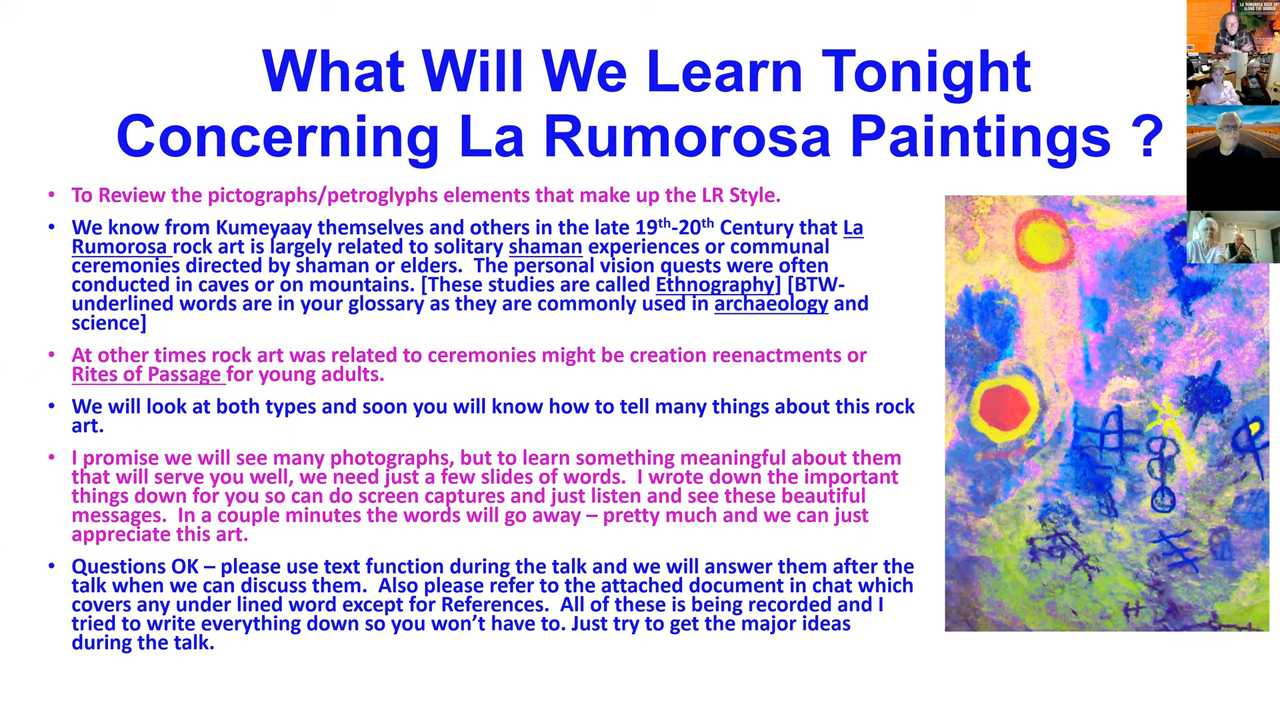 What Will We Learn Tonight
Concerning La Rumorosa Paintings ?
LA RUMOROSA ROCK ART
ALONG THE BORDER
• To Review the pictographs/petroglyphs elements that make up the LR Style.
• We know from Kumeyaay themselves and others in the late 19th-20th Century that La
Rumorosa rock art is largely related to solitary shaman experiences or communal
ceremonies directed by shaman or elders. The personal vision quests were often
conducted in caves or on mountains. [These studies are called Ethnography] [BTW-
underlined words are in your glossary as they are commonly used in archaeology and
science]
• At other times rock art was related to ceremonies might be creation reenactments or
Rites of Passage for young adults.
• We will look at both types and soon you will know how to tell many things about this rock
art.
• I promise we will see many photographs, but to learn something meaningful about them
that will serve you well, we need just a few slides of words. I wrote down the important
things down for you so can do screen captures and just listen and see these beautiful
messages. In a couple minutes the words will go away – pretty much and we can just
appreciate this art.
• Questions OK – please use text function during the talk and we will answer them after the
talk when we can discuss them. Also please refer to the attached document in chat which
covers any under lined word except for References. All of these is being recorded and I
tried to write everything down so you won’t have to. Just try to get the major ideas
during the talk.